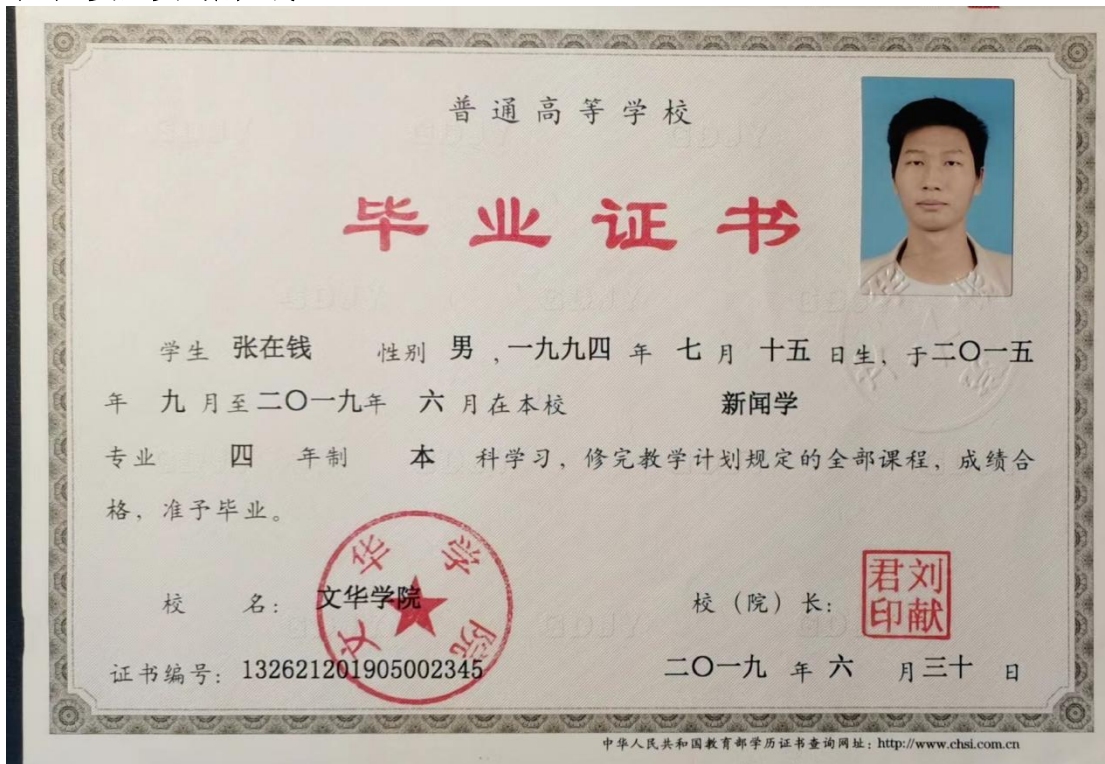 普通高等学校
毕业证书
学生 张在钱 性别 男 ,一九九四 年 七 月 十五 日生、于二〇一五
年 九 月至二〇一九年 六 月在本校 新闻学
专业 四 年制 本 科学习，修完教学计划规定的全部课程，成绩合
格，准予毕业。
文华学院
校 名: 文华学院 校（院）长: 刘献君印
证书编号: 132621201905002345 二〇一九 年 六 月三十 日
中华人民共和国教育部学历证书查询网址: http://www.chsi.com.cn